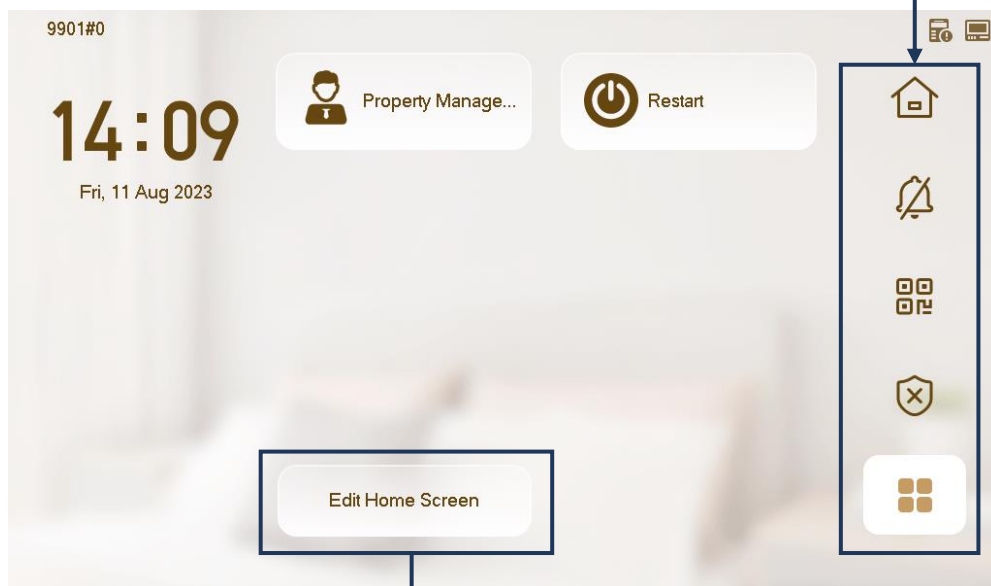 9901#0
14:09
Fri, 11 Aug 2023
Property Manage...
Restart
Edit Home Screen